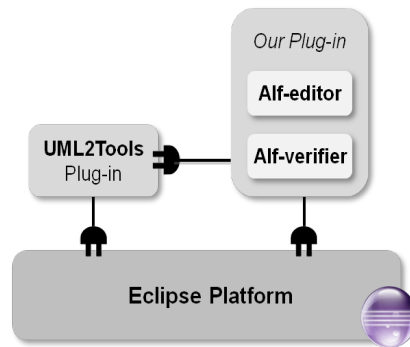 Our Plug-in
Alf-editor
Alf-verifier
UML2Tools
Plug-in
Eclipse Platform